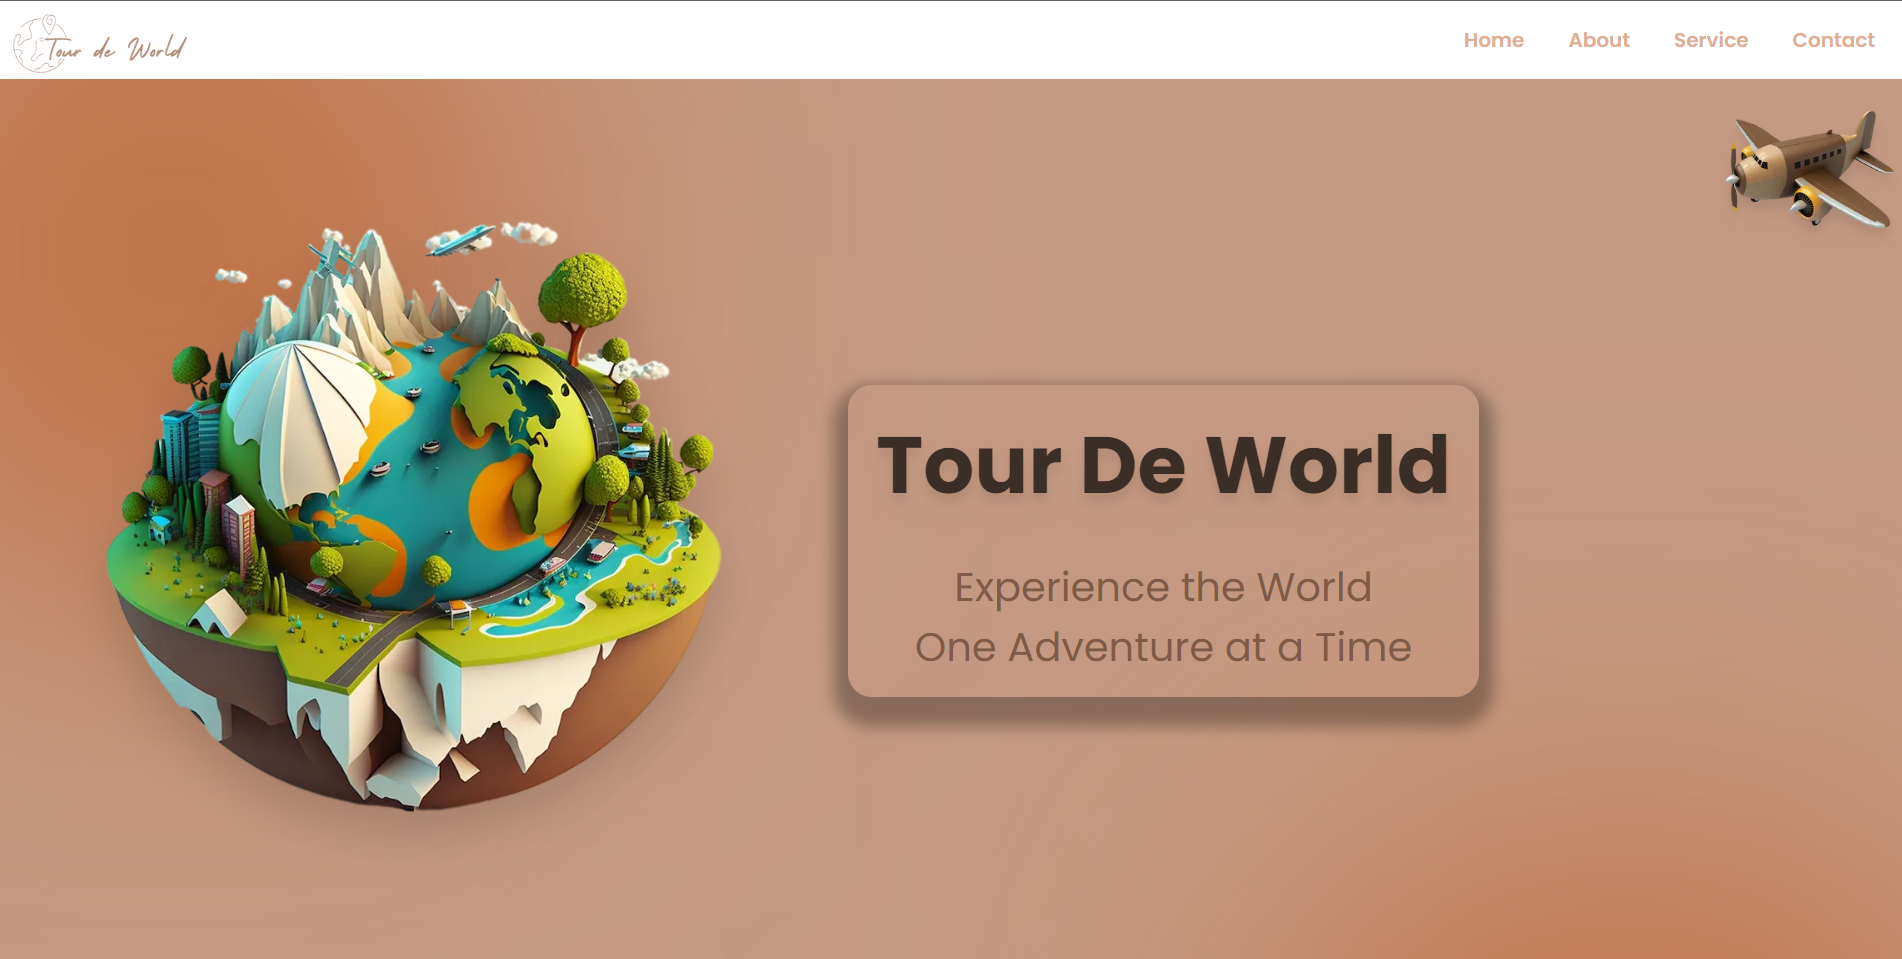 Tour de World
Home About Service Contact
Tour De World
Experience the World
One Adventure at a Time